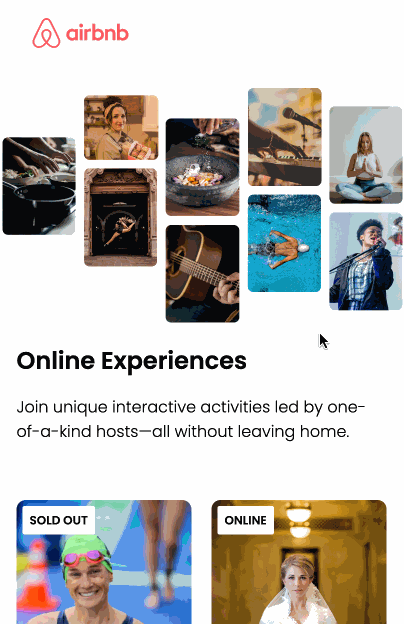 airbnb
Online Experiences
Join unique interactive activities led by one-
of-a-kind hosts—all without leaving home.
SOLD OUT
ONLINE